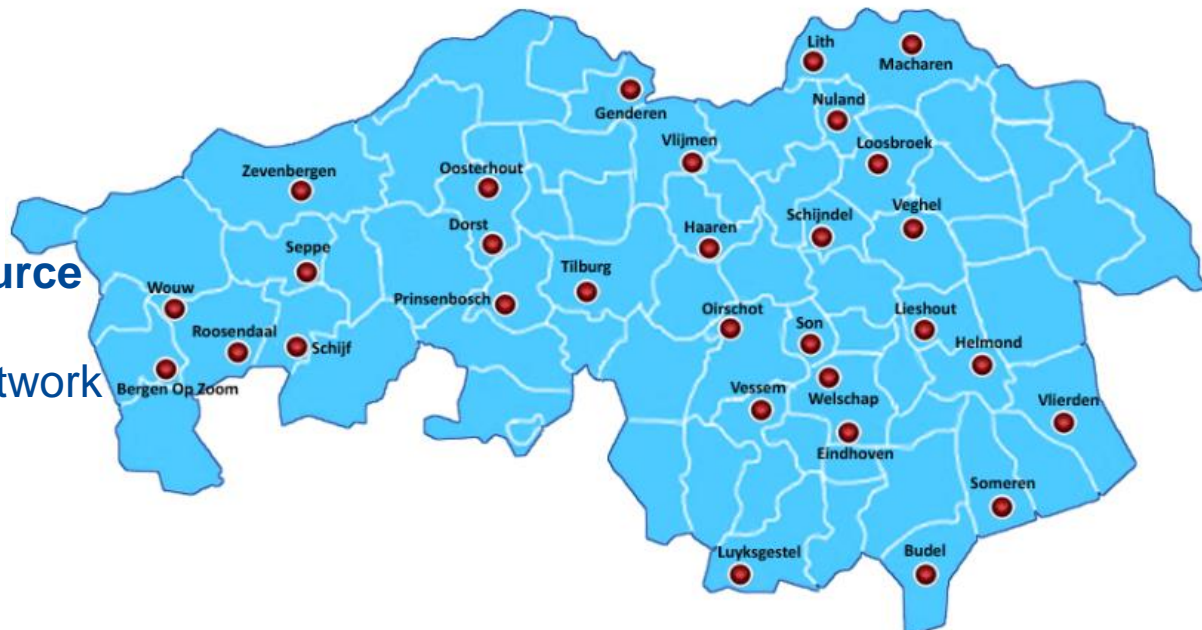 Lith
Macharen
Genderen
Nuland
Vlijmen
Loosbroek
Zevenbergen
Oosterhout
Veghel
Schijndel
Dorst
Haaren
Seppe
urce
Tilburg
Wouw
Prinsenbosch
Oirschot
Son
Lieshout
Roosendaal
Schijf
Helmond
twork
Bergen Op Zoom
Vessem
Welschap
Vlierden
Eindhoven
Someren
Luyksgestel
Budel